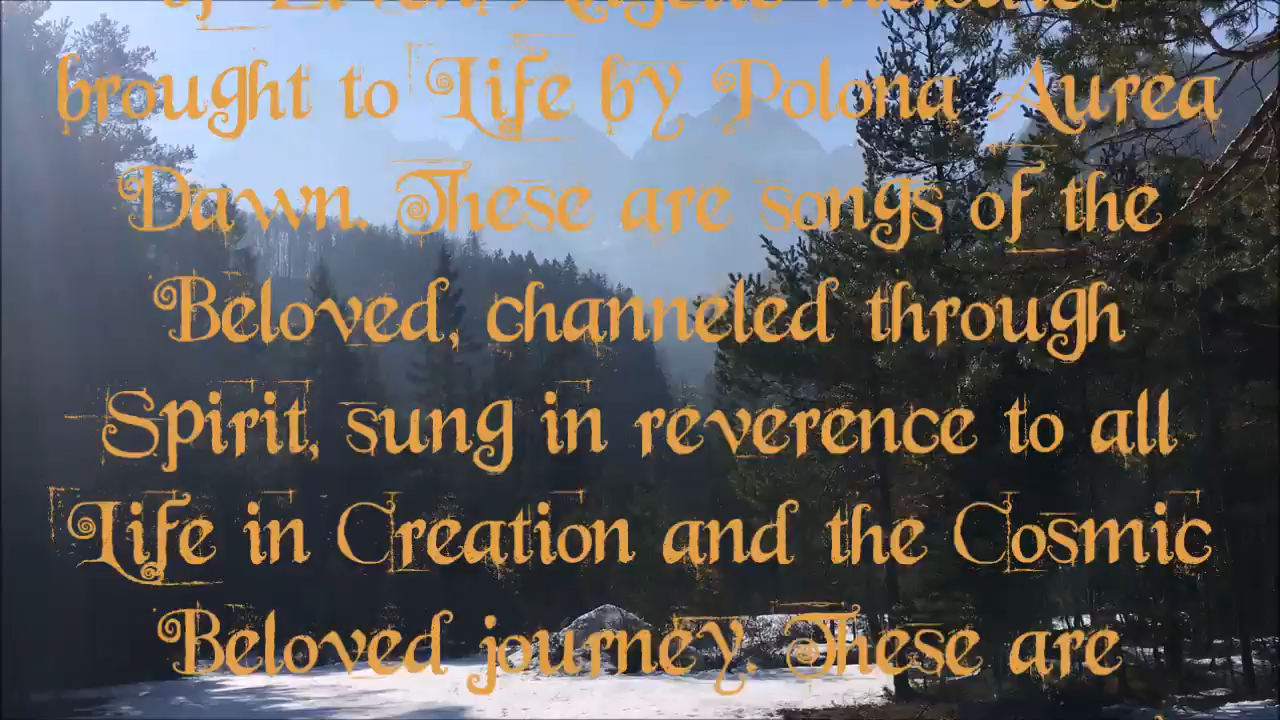 brought to Life by Polona Aurea
Dawn. These are songs of the
Beloved, channeled through
Spirit, sung in reverence to all
Life in Creation and the Cosmic
Beloved journey. These are